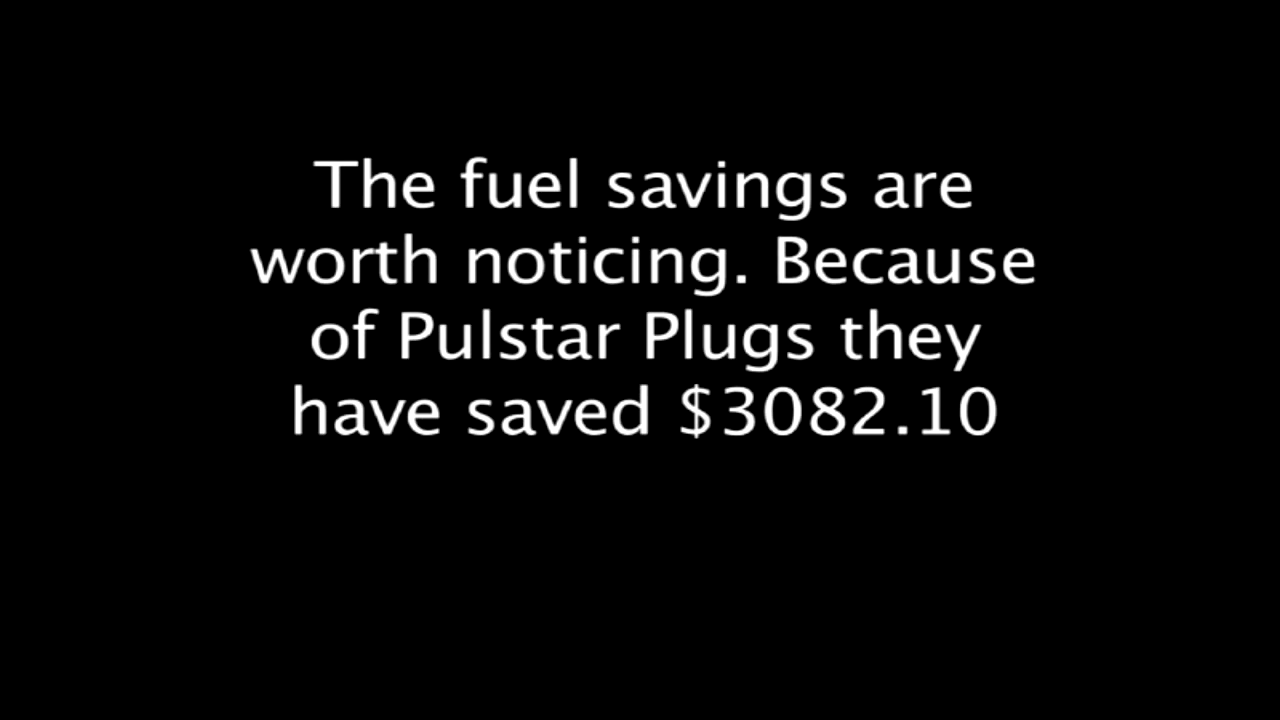 The fuel savings are
worth noticing. Because
of Pulstar Plugs they
have saved $3082.10